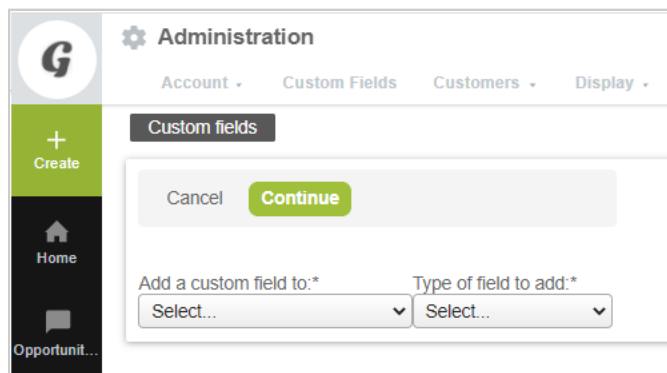 G
Administration
Account Custom Fields Customers Display
+
Create
Custom fields
Cancel Continue
Home
Add a custom field to:* Type of field to add:*
Select... Select...
Opportunit...